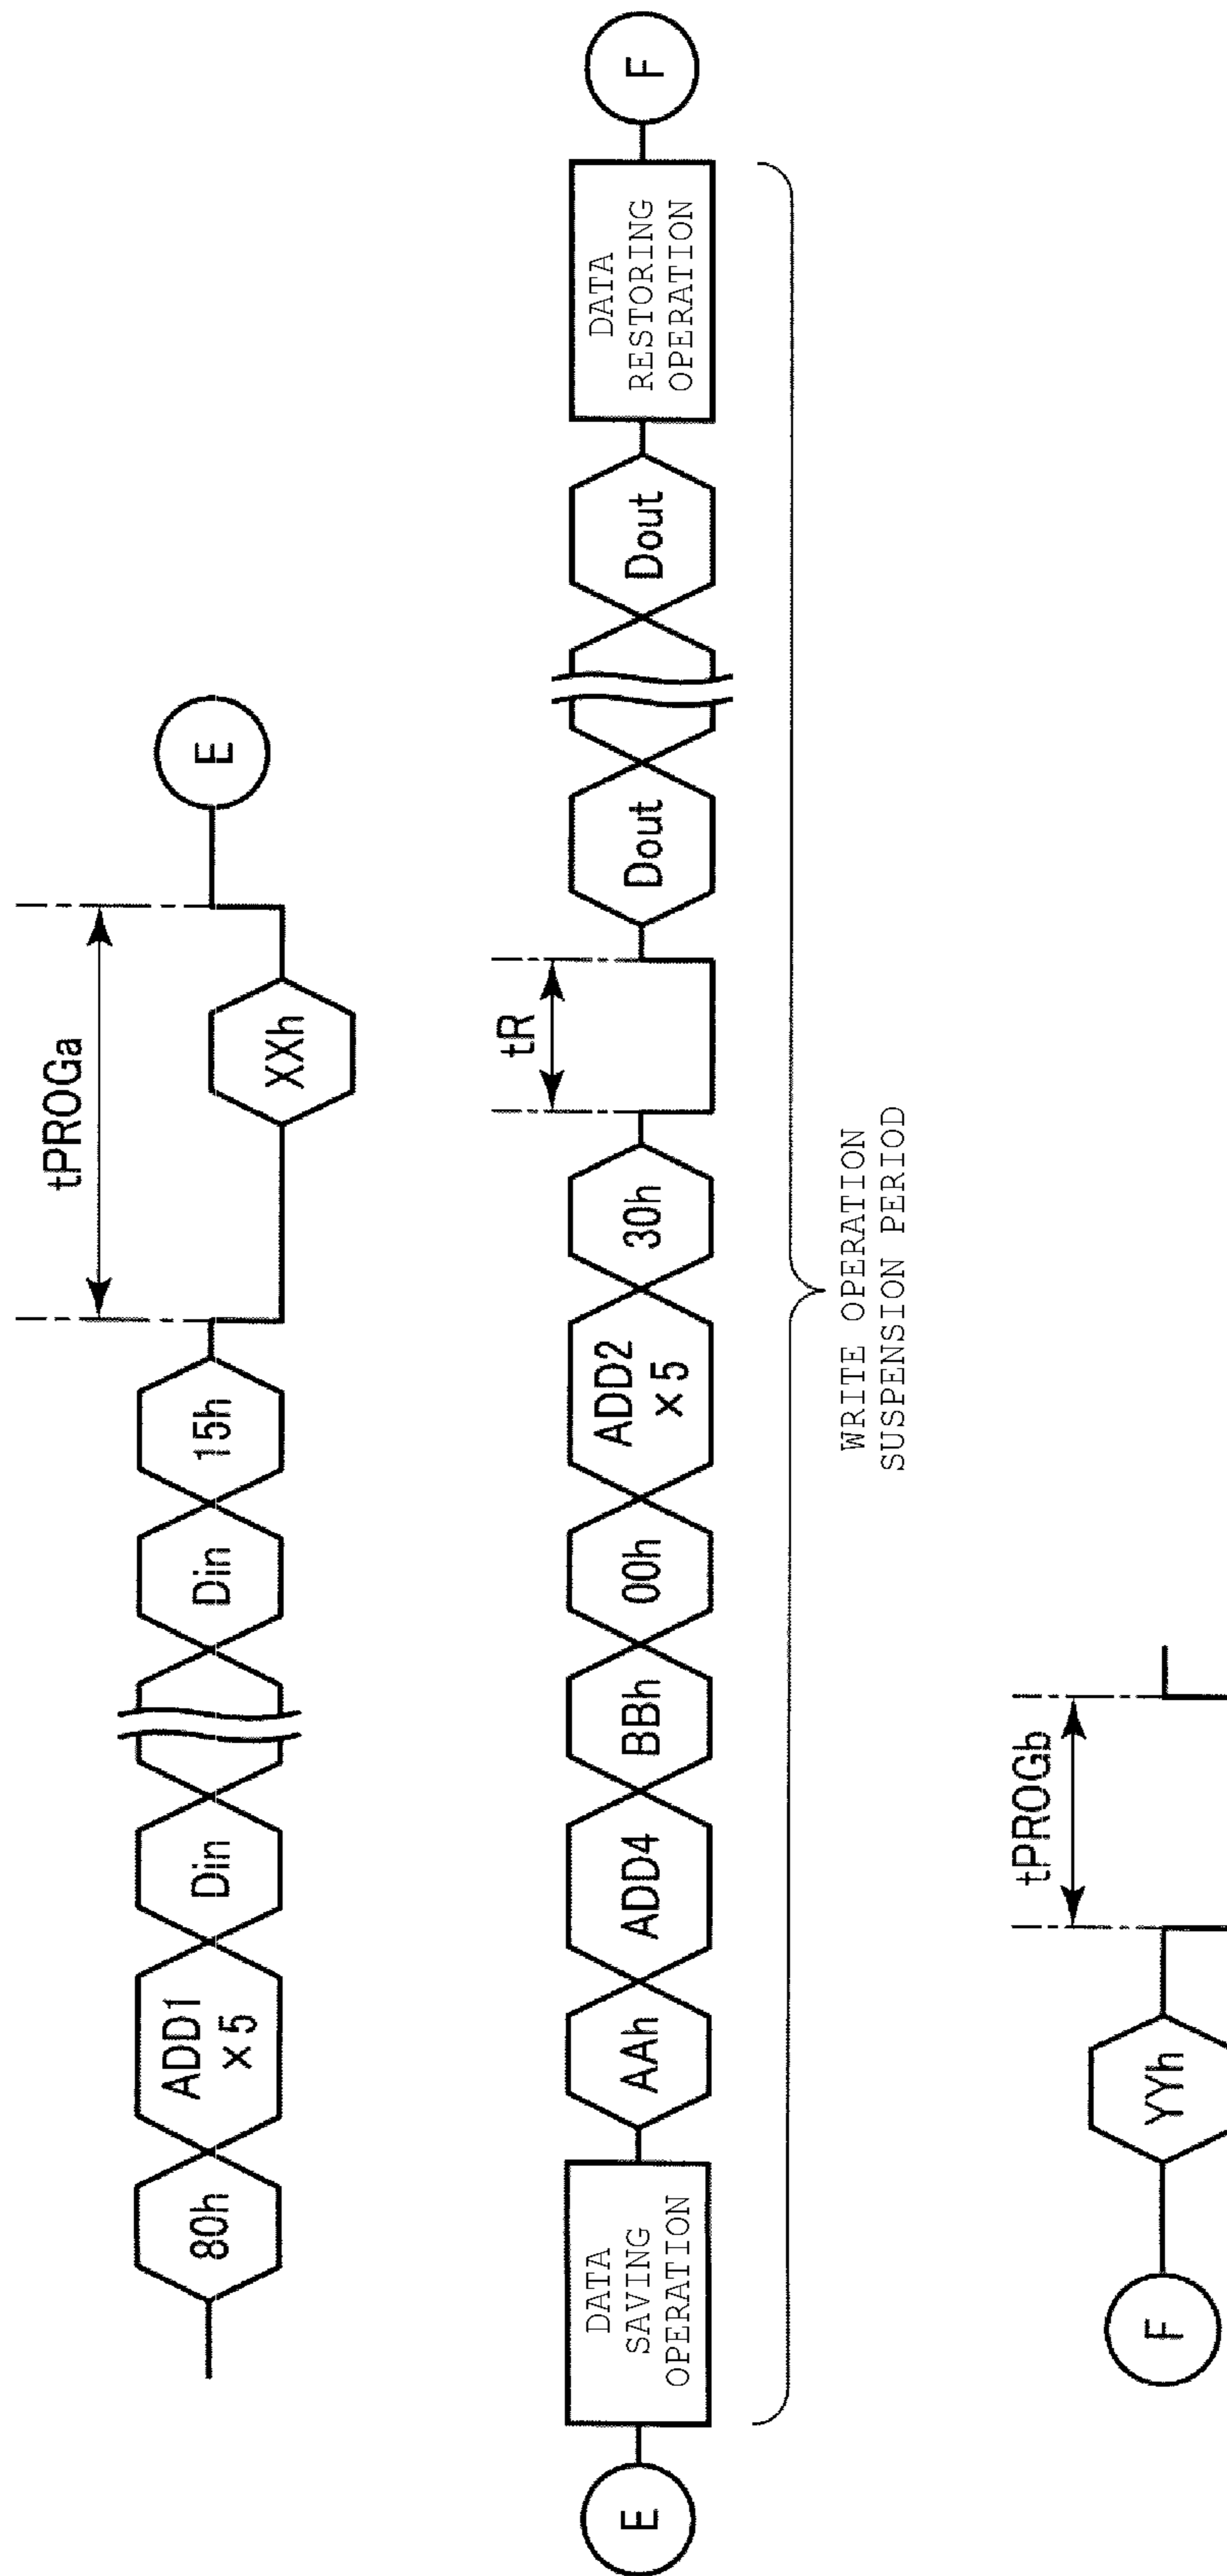 80h
ADD1
×5
Din
Din
15h
tPROGa
XXh
E
E
DATA
SAVING
OPERATION
AAh
ADD4
BBh
00h
ADD2
×5
30h
tR
Dout
Dout
DATA
RESTORING
OPERATION
F
WRITE OPERATION
SUSPENSION PERIOD
F
YYh
tPROGb